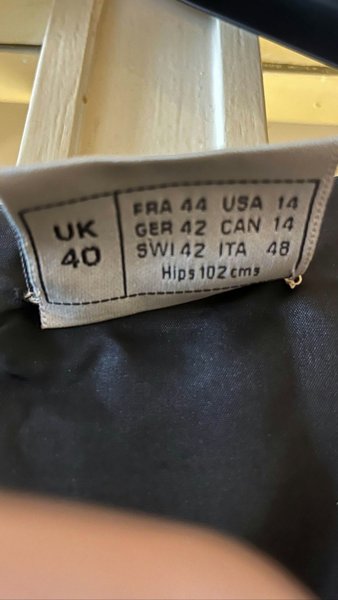 UK
40
FRA 44 USA 14
GER 42 CAN 14
SWI 42 ITA 48
Hips 102 cms